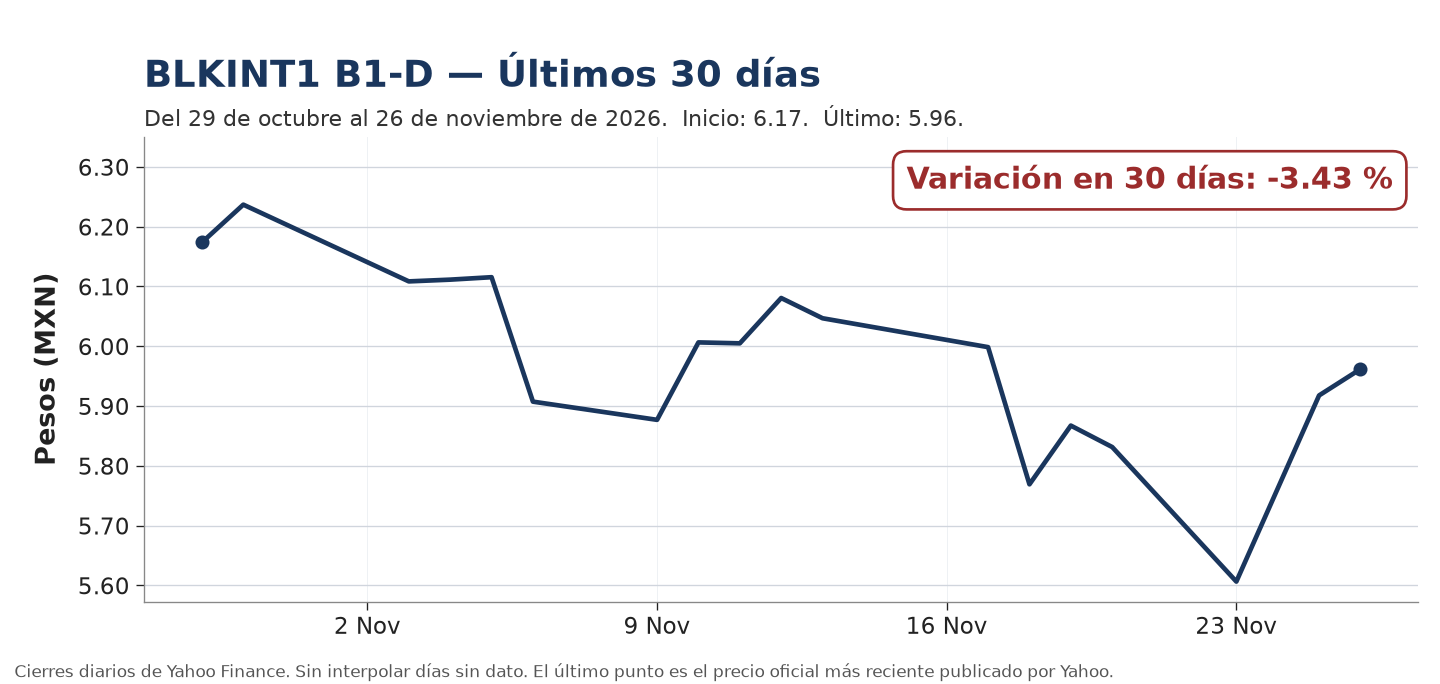 BLKINT1 B1-D — Últimos 30 días
Del 29 de octubre al 26 de noviembre de 2026.  Inicio: 6.17.  Último: 5.96.
Variación en 30 días: -3.43 %
Pesos (MXN)
6.30
6.20
6.10
6.00
5.90
5.80
5.70
5.60
2 Nov
9 Nov
16 Nov
23 Nov
Cierres diarios de Yahoo Finance. Sin interpolar días sin dato. El último punto es el precio oficial más reciente publicado por Yahoo.